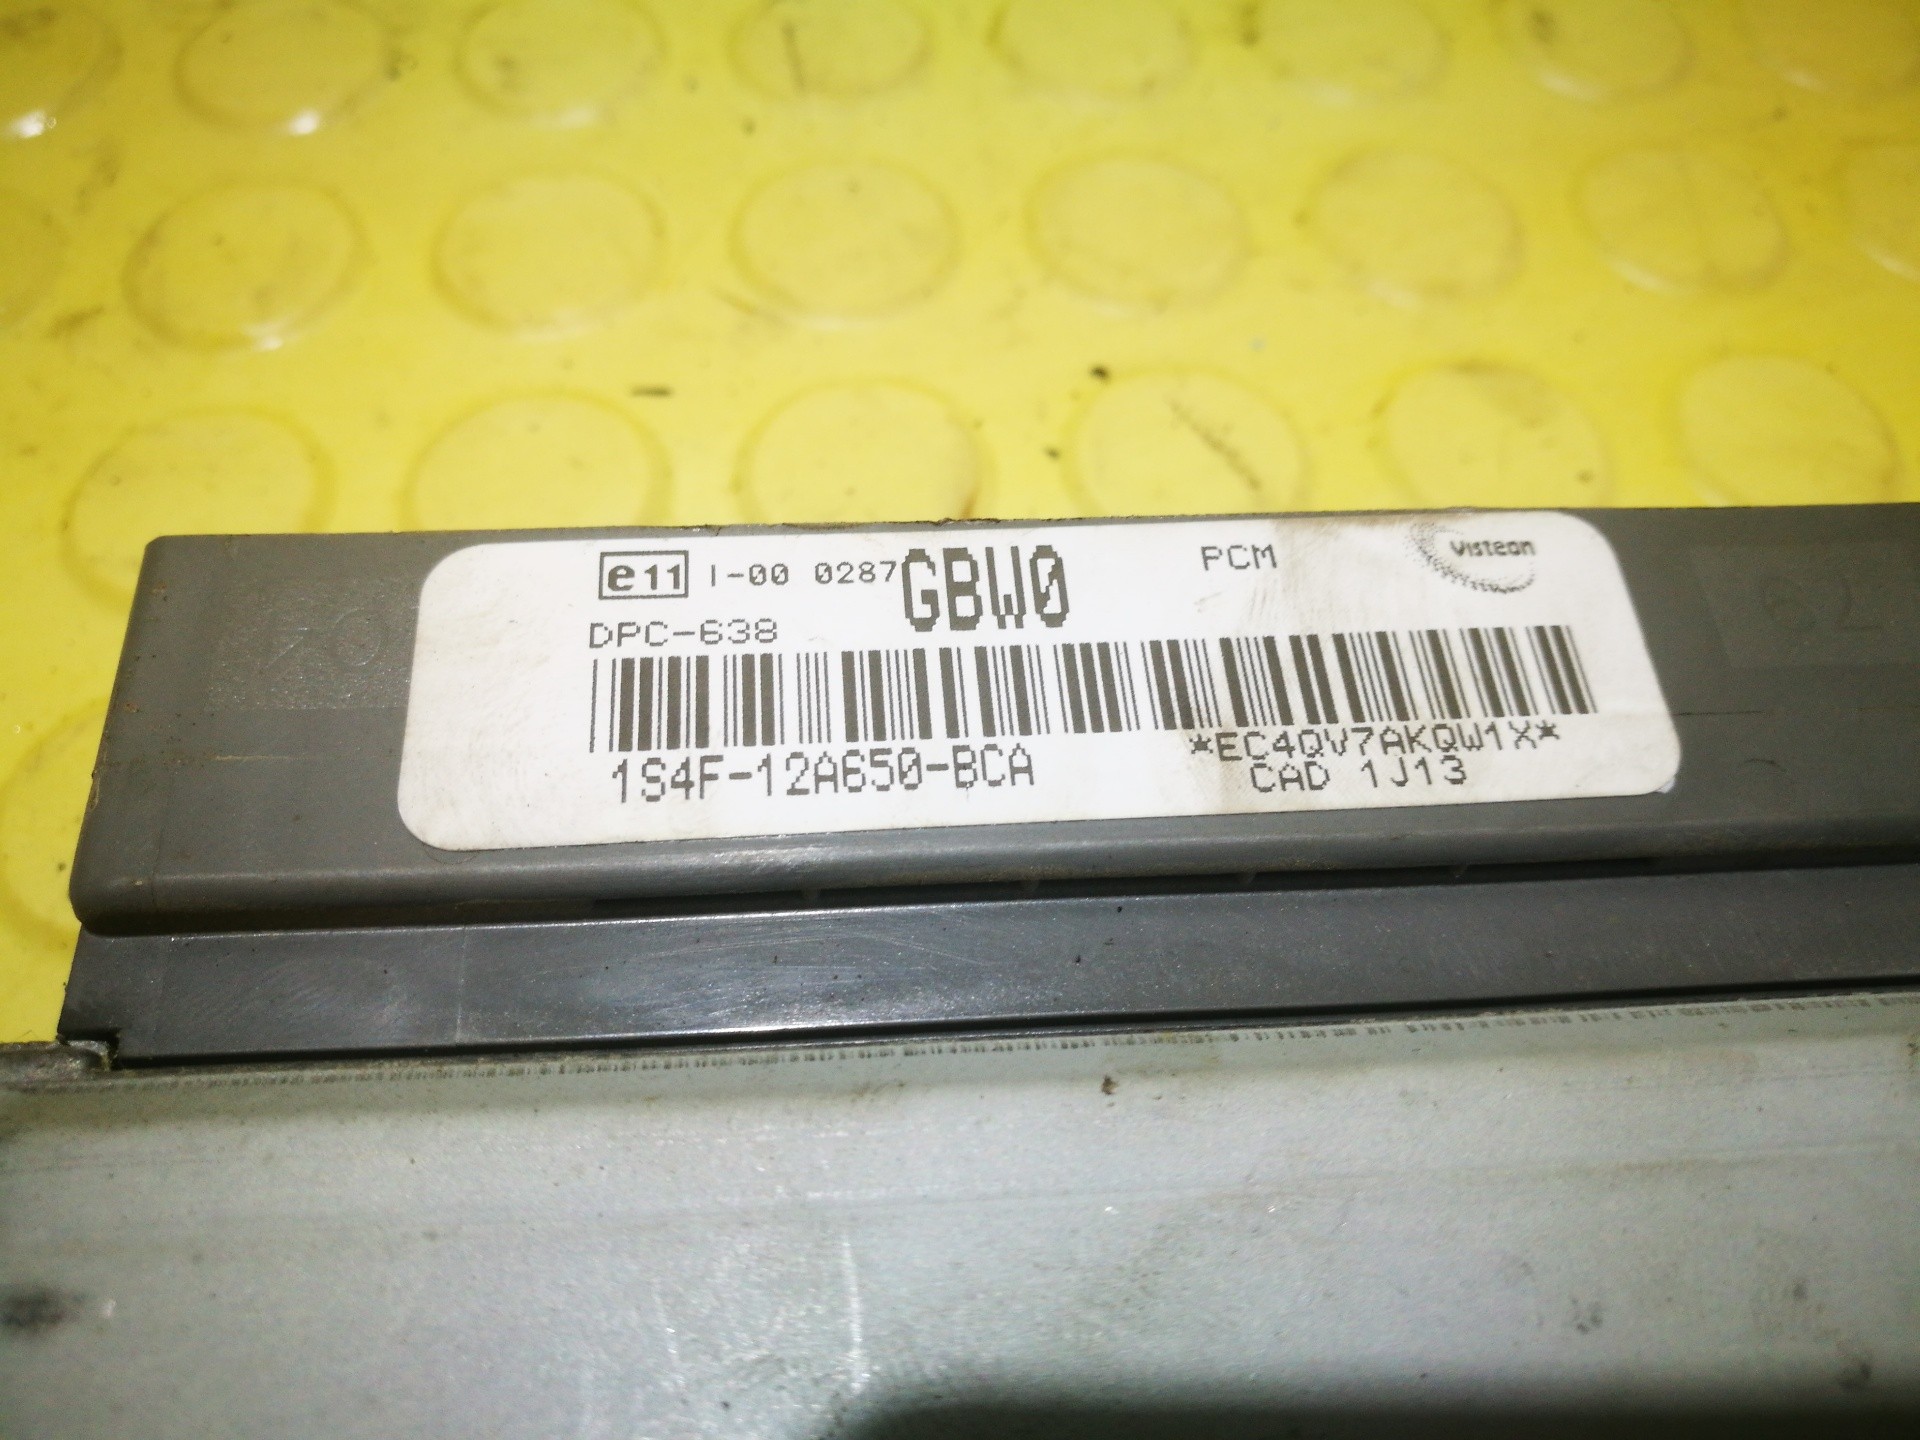 e11 I-00 0287 GBW0 PCM Visteon
DPC-638
*EC4QV7AKQW1X*
1S4F-12A650-BCA CAD 1J13